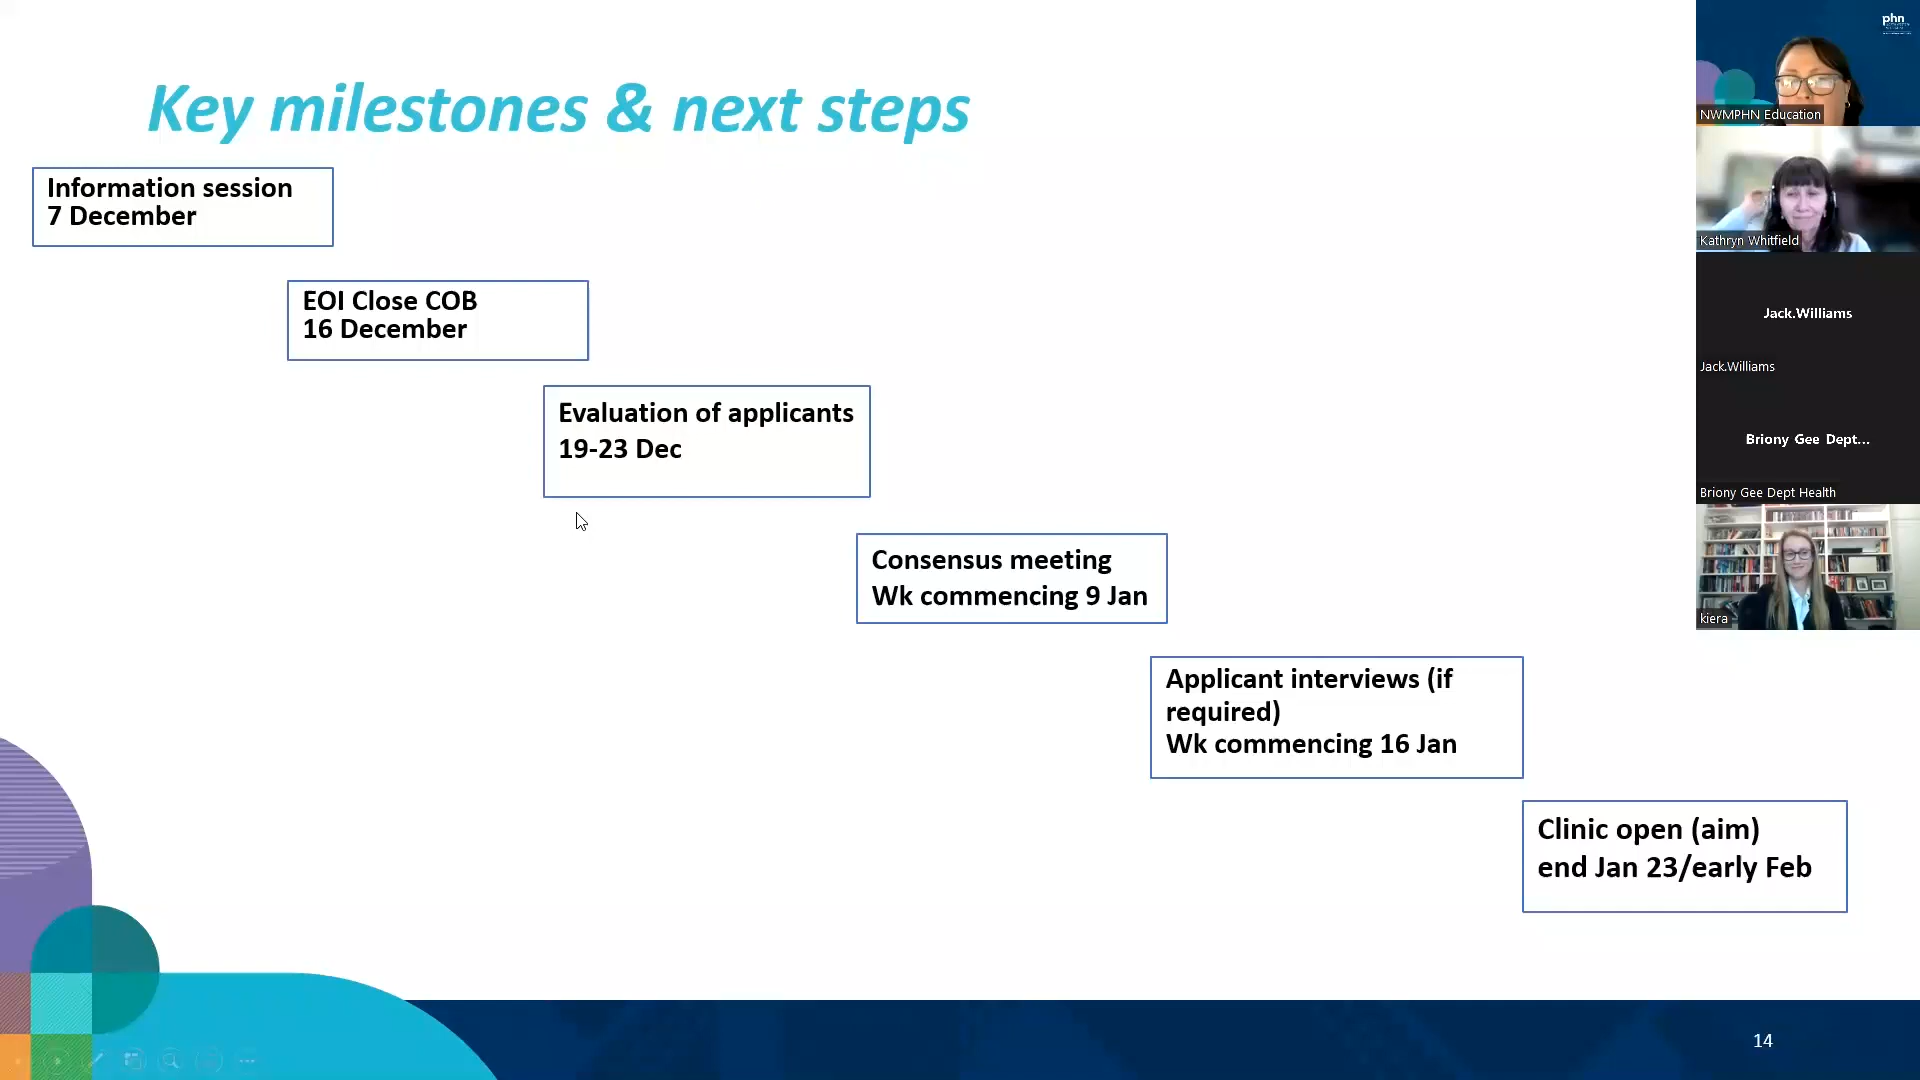 Key milestones & next steps
Information session
7 December
EOI Close COB
16 December
Evaluation of applicants
19-23 Dec
Consensus meeting
Wk commencing 9 Jan
Applicant interviews (if
required)
Wk commencing 16 Jan
Clinic open (aim)
end Jan 23/early Feb
14
phn
NWMPHN Education
Kathryn Whitfield
Jack.Williams
Jack.Williams
Briony Gee Dept...
Briony Gee Dept Health
kiera